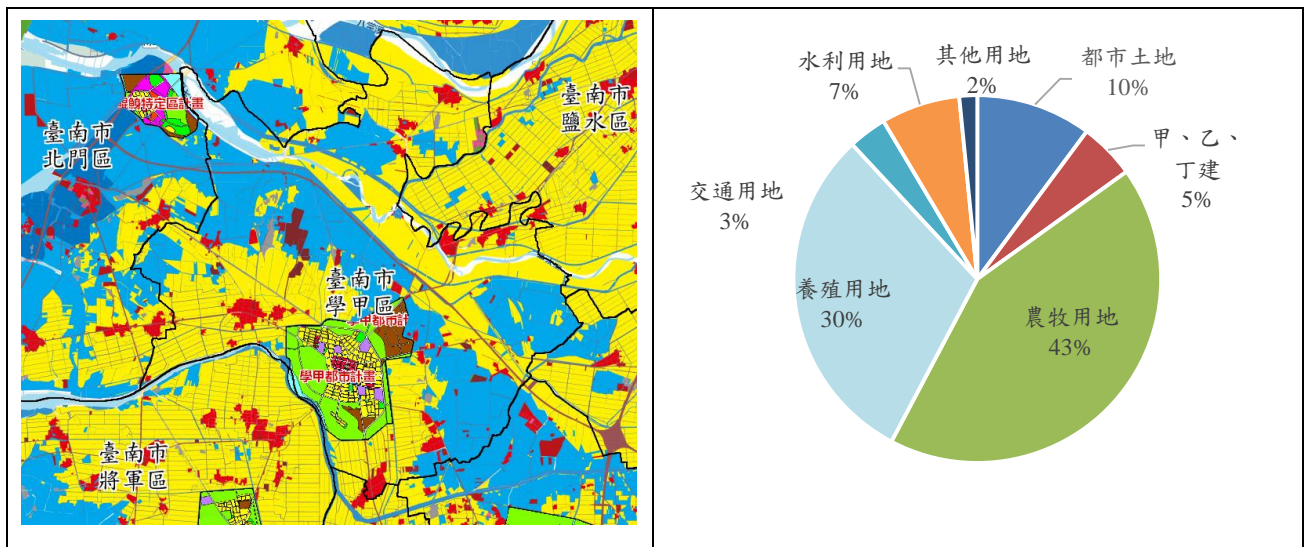 臺南市
鹽水區
臺南市
北門區
臺南市
學甲區
學甲都市計畫
臺南市
將軍區
水利用地
7%
其他用地
2%
都市土地
10%
甲、乙、
丁建
5%
交通用地
3%
養殖用地
30%
農牧用地
43%